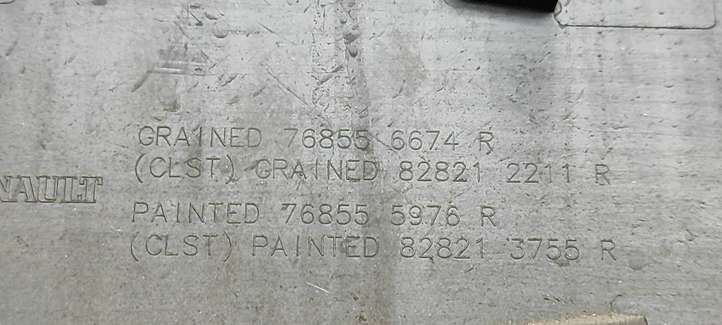 GRAINED 76855 6674 R
(CLST) GRAINED 82821 2211 R
NAULT
PAINTED 76855 5976 R
(CLST) PAINTED 82821 3755 R